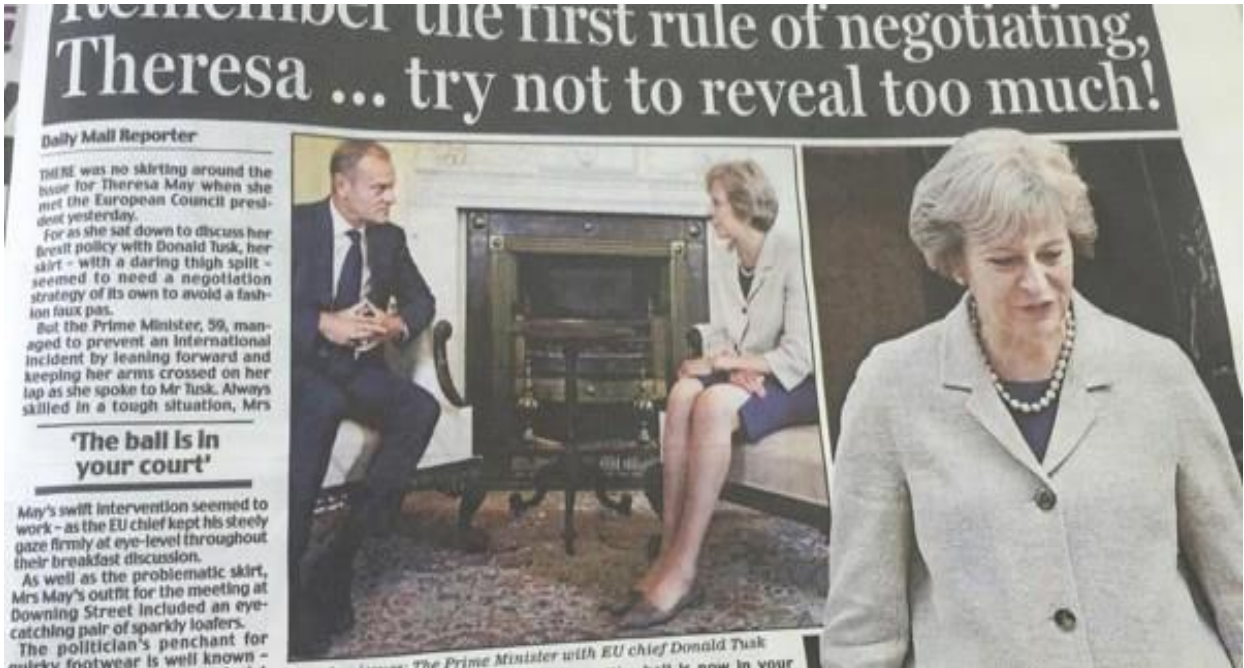 Remember the first rule of negotiating,
Theresa ... try not to reveal too much!
Daily Mail Reporter
THERE was no skirting around the
issue for Theresa May when she
met the European Council presi-
dent yesterday.
For as she sat down to discuss her
Brexit policy with Donald Tusk, her
skirt – with a daring thigh split –
seemed to need a negotiation
strategy of its own to avoid a fash-
ion faux pas.
But the Prime Minister, 59, man-
aged to prevent an international
incident by leaning forward and
keeping her arms crossed on her
lap as she spoke to Mr Tusk. Always
skilled in a tough situation, Mrs
'The ball is in
your court'
May's swift intervention seemed to
work – as the EU chief kept his steely
gaze firmly at eye-level throughout
their breakfast discussion.
As well as the problematic skirt,
Mrs May's outfit for the meeting at
Downing Street included an eye-
catching pair of sparkly loafers.
The politician's penchant for
quirky footwear is well known –
The Prime Minister with EU chief Donald Tusk
ball is now in your